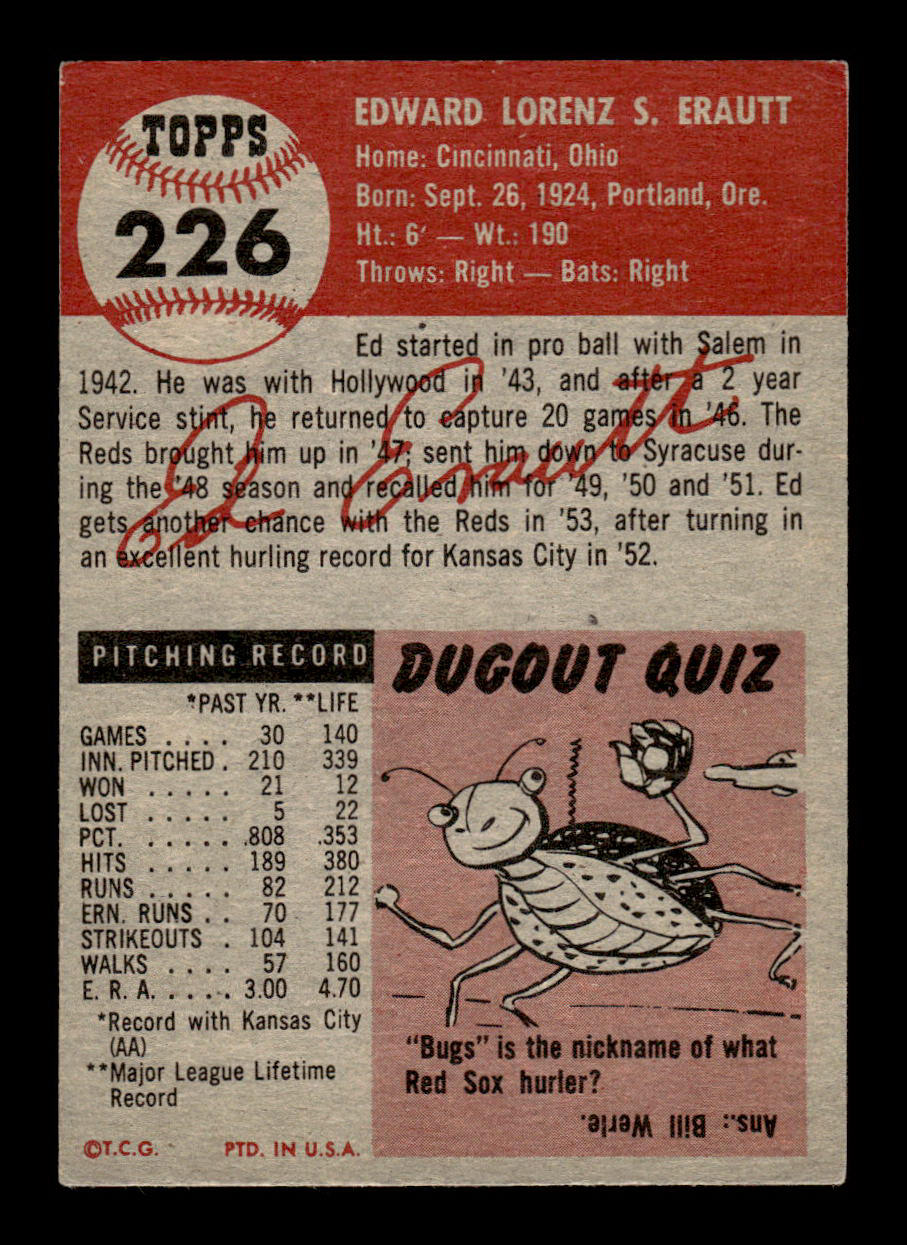 TOPPS
226
EDWARD LORENZ S. ERAUTT
Home: Cincinnati, Ohio
Born: Sept. 26, 1924, Portland, Ore.
Ht.: 6′ — Wt.: 190
Throws: Right — Bats: Right
Ed started in pro ball with Salem in
1942. He was with Hollywood in '43, and after a 2 year
Service stint, he returned to capture 20 games in '46. The
Reds brought him up in '47; sent him down to Syracuse dur-
ing the '48 season and recalled him for '49, '50 and '51. Ed
gets another chance with the Reds in '53, after turning in
an excellent hurling record for Kansas City in '52.
Ed Erautt
PITCHING RECORD
*PAST YR. **LIFE
GAMES . . . . 30 140
INN. PITCHED . 210 339
WON . . . . . 21 12
LOST . . . . . 5 22
PCT. . . . . . .808 .353
HITS . . . . . 189 380
RUNS . . . . . 82 212
ERN. RUNS . . 70 177
STRIKEOUTS . 104 141
WALKS . . . . 57 160
E. R. A. . . . . . 3.00 4.70
*Record with Kansas City
(AA)
**Major League Lifetime
Record
©T.C.G. PTD. IN U.S.A.
DUGOUT QUIZ
"Bugs" is the nickname of what
Red Sox hurler?
Ans.: Bill Werle.